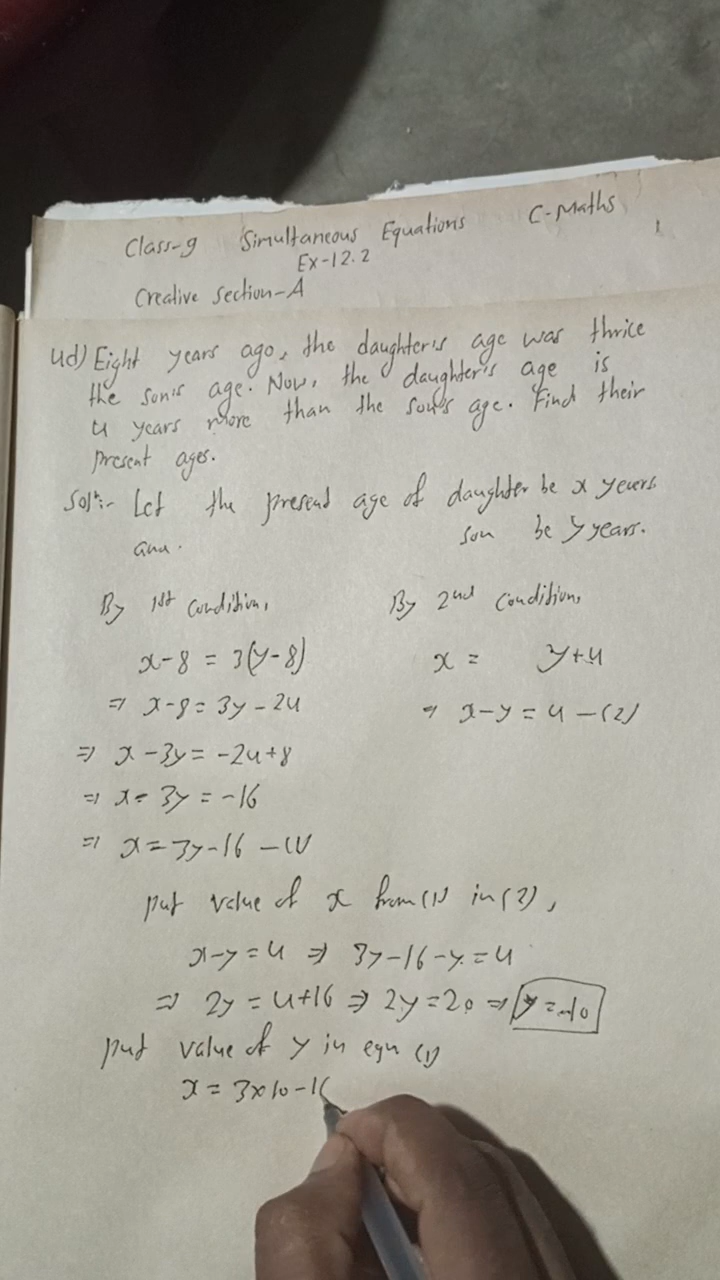 Class-9 Simultaneous Equations C-Maths
Ex-12.2
Creative Section-A
4d) Eight years ago, the daughter's age was thrice
the son's age. Now, the daughter's age is
4 years more than the son's age. Find their
present ages.
Solⁿ:- Let the present age of daughter be x years
son be y years.
By 1st condition, By 2nd condition,
x-8 = 3(y-8) x = y+4
⇒ x-8 = 3y-24 ⇒ x-y = 4 -(2)
⇒ x-3y = -24+8
⇒ x-3y = -16
⇒ x = 3y-16 -(1)
put value of x from (1) in (2),
x-y = 4 ⇒ 3y-16-y = 4
⇒ 2y = 4+16 ⇒ 2y = 20 ⇒ y = 10
put value of y in eqn (1)
x = 3×10-16